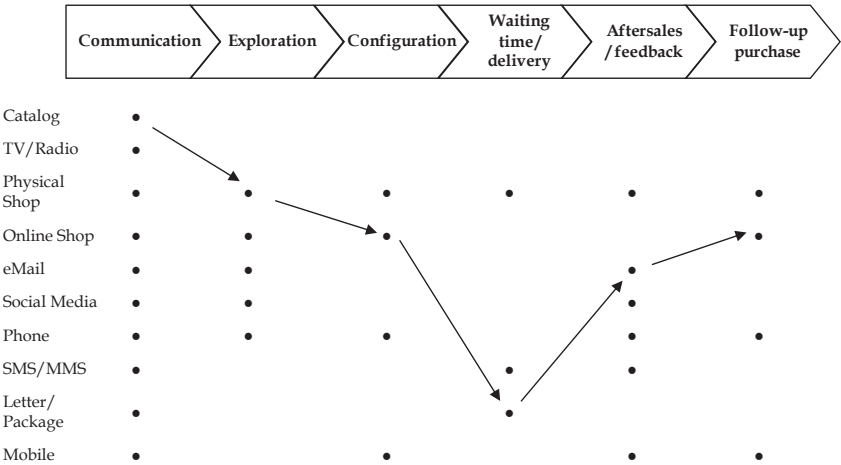 Communication
Exploration
Configuration
Waiting
time/
delivery
Aftersales
/feedback
Follow-up
purchase
Catalog
TV/Radio
Physical
Shop
Online Shop
eMail
Social Media
Phone
SMS/MMS
Letter/
Package
Mobile